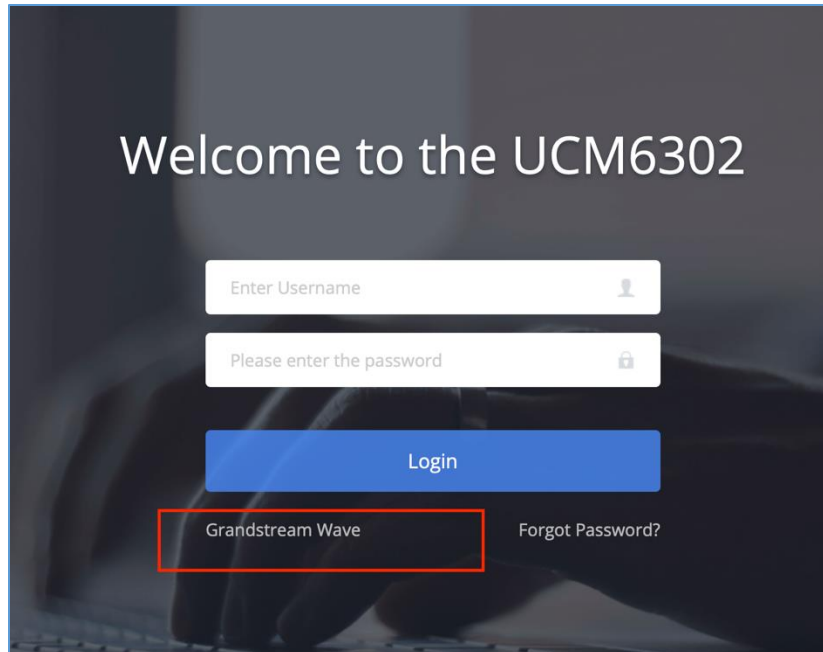 Welcome to the UCM6302
Enter Username
Please enter the password
Login
Grandstream Wave Forgot Password?